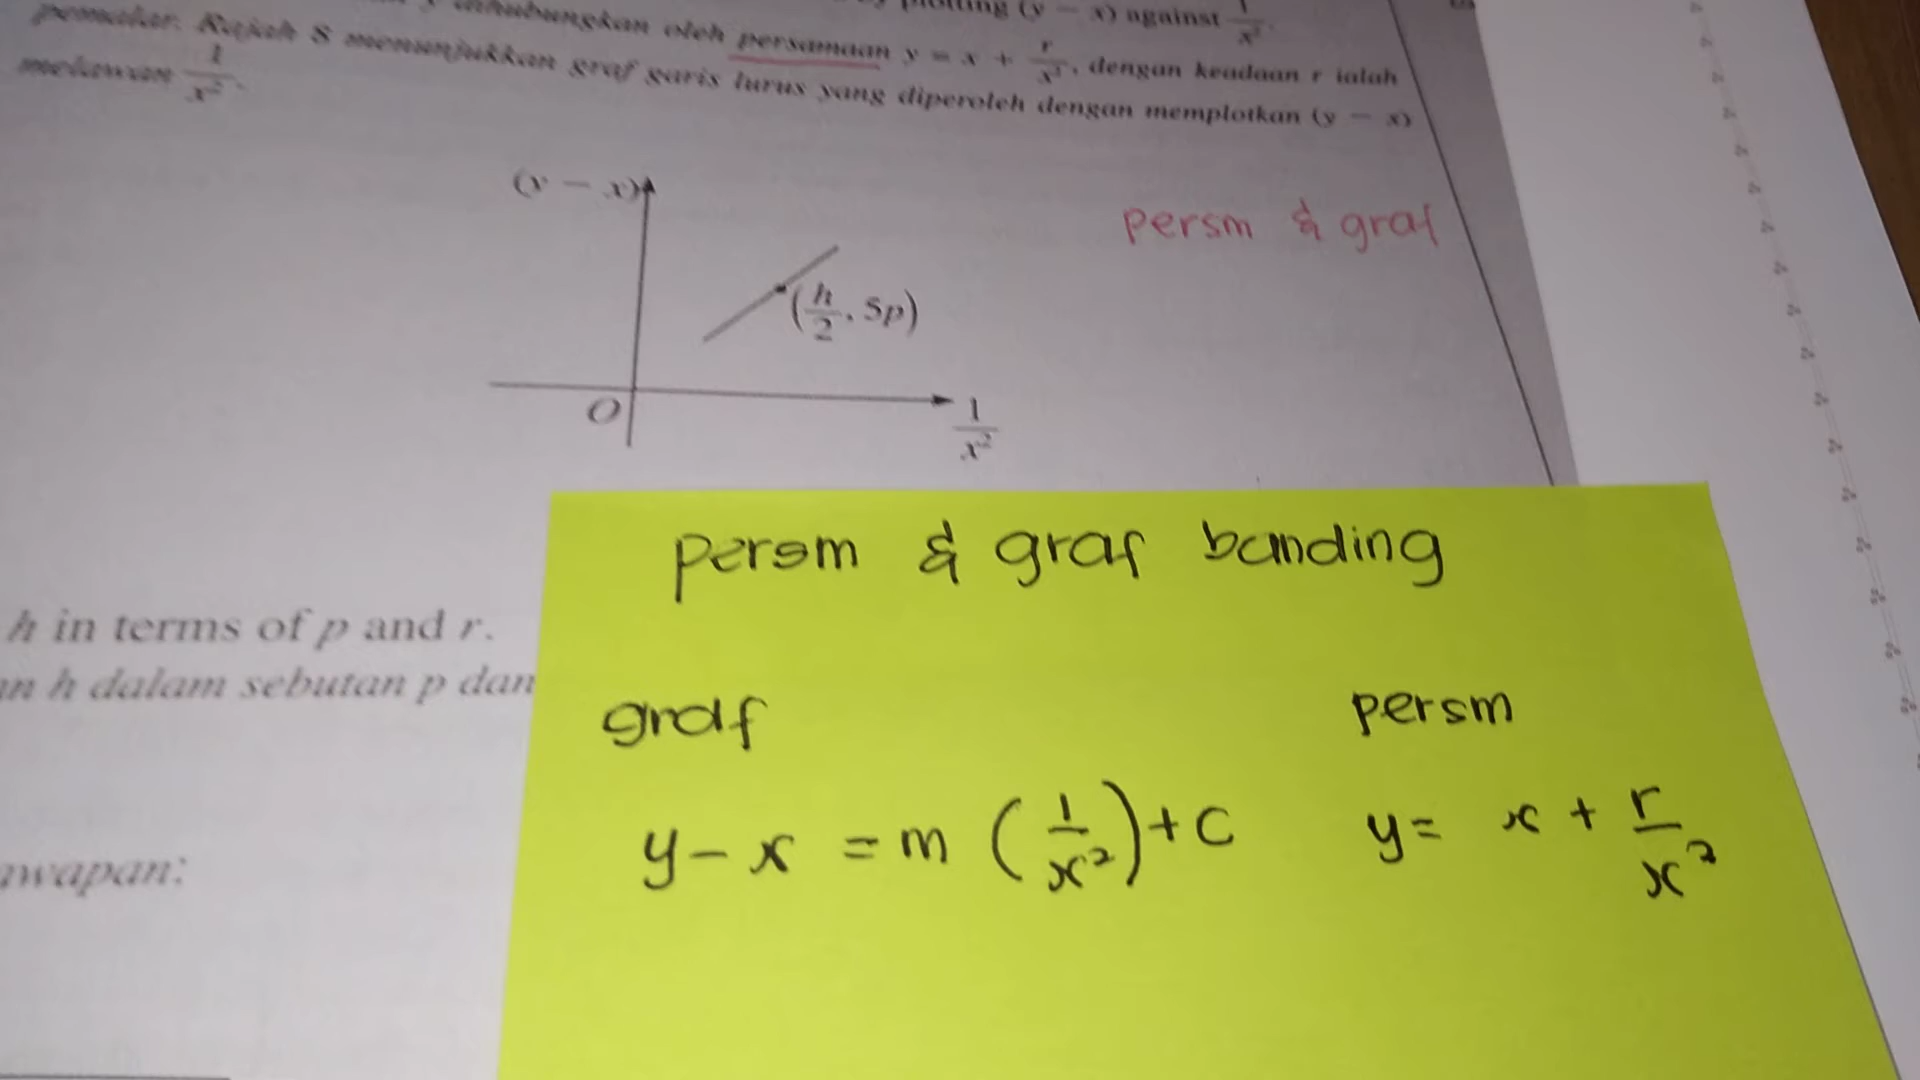 dihubungkan oleh persamaan y = x + r/x², dengan keadaan r ialah
plotting (y − x) against 1/x².
pemalar. Rajah 8 menunjukkan graf garis lurus yang diperoleh dengan memplotkan (y − x)
melawan 1/x².
(y − x)
persm & graf
(h/2, 5p)
O
1/x²
persm & graf banding
h in terms of p and r.
h dalam sebutan p dan
graf
persm
y − x = m (1/x²) + c
y = x + r/x²